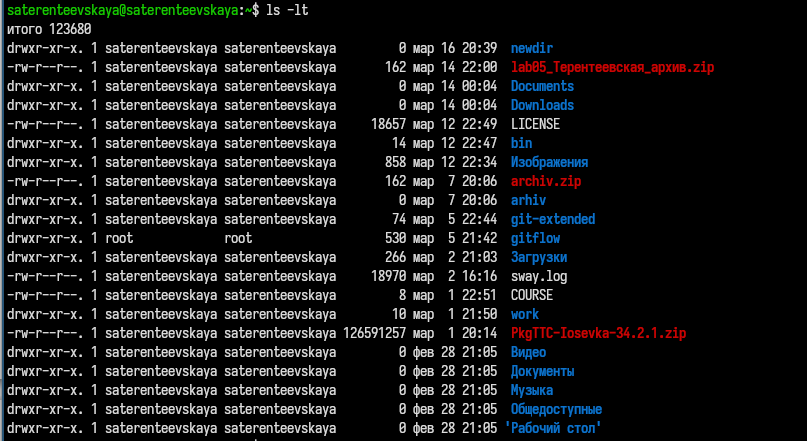 saterenteevskaya@saterenteevskaya:~$ ls -lt
итого 123680
drwxr-xr-x. 1 saterenteevskaya saterenteevskaya         0 мар 16 20:39  newdir
-rw-r--r--. 1 saterenteevskaya saterenteevskaya       162 мар 14 22:00  lab05_Терентеевская_архив.zip
drwxr-xr-x. 1 saterenteevskaya saterenteevskaya         0 мар 14 00:04  Documents
drwxr-xr-x. 1 saterenteevskaya saterenteevskaya         0 мар 14 00:04  Downloads
-rw-r--r--. 1 saterenteevskaya saterenteevskaya     18657 мар 12 22:49  LICENSE
drwxr-xr-x. 1 saterenteevskaya saterenteevskaya        14 мар 12 22:47  bin
drwxr-xr-x. 1 saterenteevskaya saterenteevskaya       858 мар 12 22:34  Изображения
-rw-r--r--. 1 saterenteevskaya saterenteevskaya       162 мар  7 20:06  archiv.zip
drwxr-xr-x. 1 saterenteevskaya saterenteevskaya         0 мар  7 20:06  arhiv
drwxr-xr-x. 1 saterenteevskaya saterenteevskaya        74 мар  5 22:44  git-extended
drwxr-xr-x. 1 root             root                   530 мар  5 21:42  gitflow
drwxr-xr-x. 1 saterenteevskaya saterenteevskaya       266 мар  2 21:03  Загрузки
-rw-r--r--. 1 saterenteevskaya saterenteevskaya     18970 мар  2 16:16  sway.log
-rw-r--r--. 1 saterenteevskaya saterenteevskaya         8 мар  1 22:51  COURSE
drwxr-xr-x. 1 saterenteevskaya saterenteevskaya        10 мар  1 21:50  work
-rw-r--r--. 1 saterenteevskaya saterenteevskaya 126591257 мар  1 20:14  PkgTTC-Iosevka-34.2.1.zip
drwxr-xr-x. 1 saterenteevskaya saterenteevskaya         0 фев 28 21:05  Видео
drwxr-xr-x. 1 saterenteevskaya saterenteevskaya         0 фев 28 21:05  Документы
drwxr-xr-x. 1 saterenteevskaya saterenteevskaya         0 фев 28 21:05  Музыка
drwxr-xr-x. 1 saterenteevskaya saterenteevskaya         0 фев 28 21:05  Общедоступные
drwxr-xr-x. 1 saterenteevskaya saterenteevskaya         0 фев 28 21:05 'Рабочий стол'